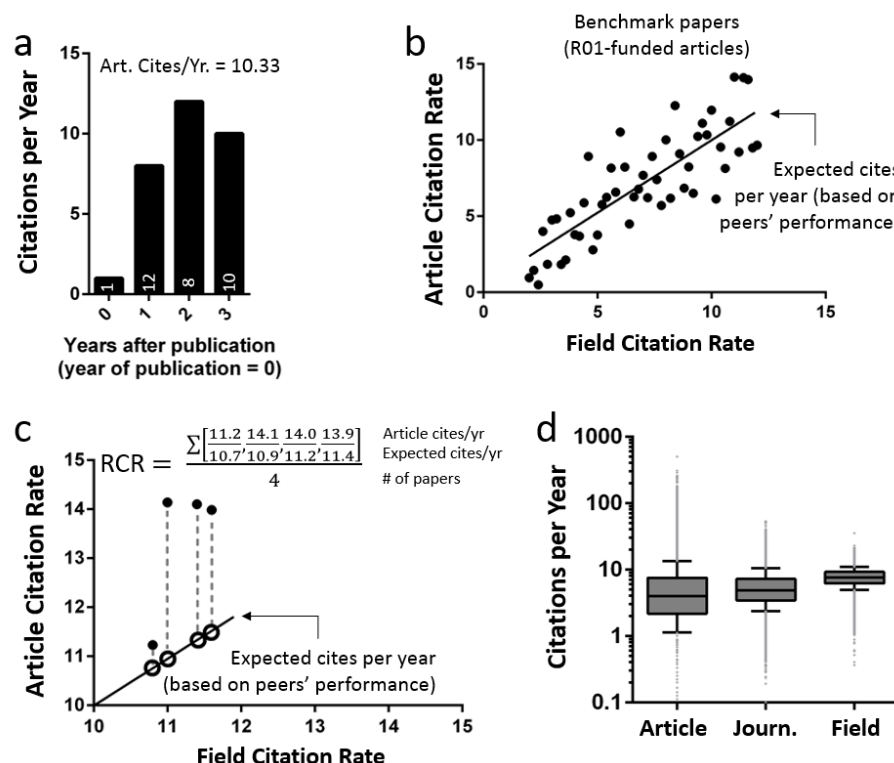 a
Art. Cites/Yr. = 10.33
Citations per Year
15
10
5
0
1
12
8
10
0
1
2
3
Years after publication
(year of publication = 0)
b
Benchmark papers
(R01-funded articles)
Article Citation Rate
15
10
5
0
0
5
10
15
Expected cites
per year (based on
peers' performance
Field Citation Rate
c
RCR = ∑[11.2/10.7, 14.1/10.9, 14.0/11.2, 13.9/11.4] / 4
Article cites/yr
Expected cites/yr
# of papers
Article Citation Rate
15
14
13
12
11
10
10
11
12
13
14
15
Expected cites per year
(based on peers' performance)
Field Citation Rate
d
Citations per Year
1000
100
10
1
0.1
Article
Journ.
Field